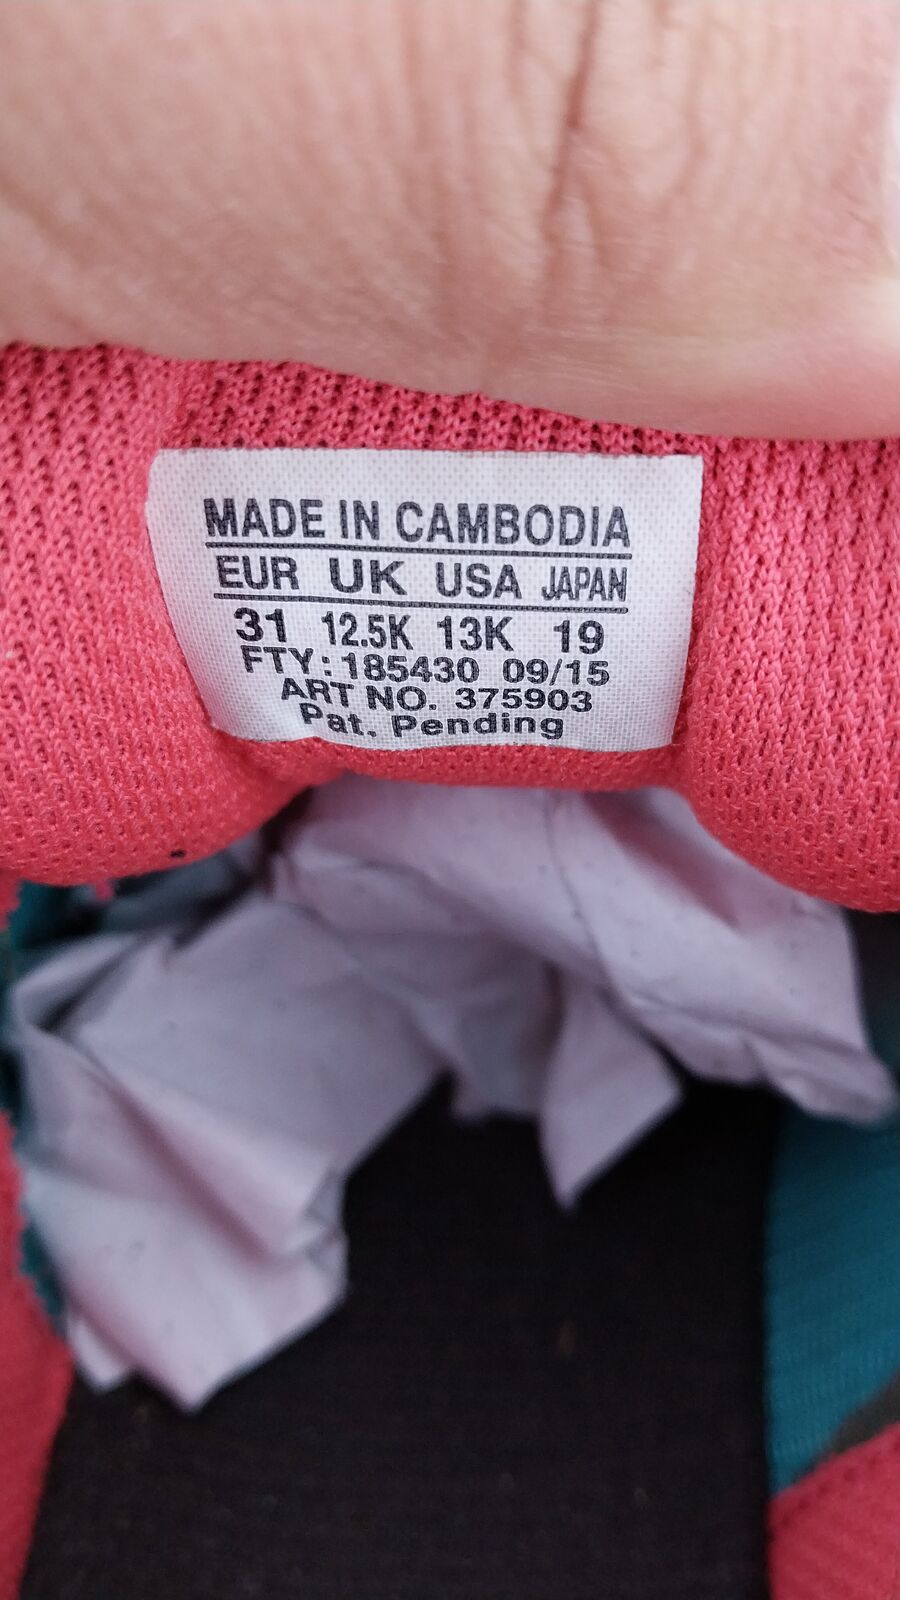 MADE IN CAMBODIA
EUR UK USA JAPAN
31 12.5K 13K 19
FTY: 185430 09/15
ART NO. 375903
Pat. Pending